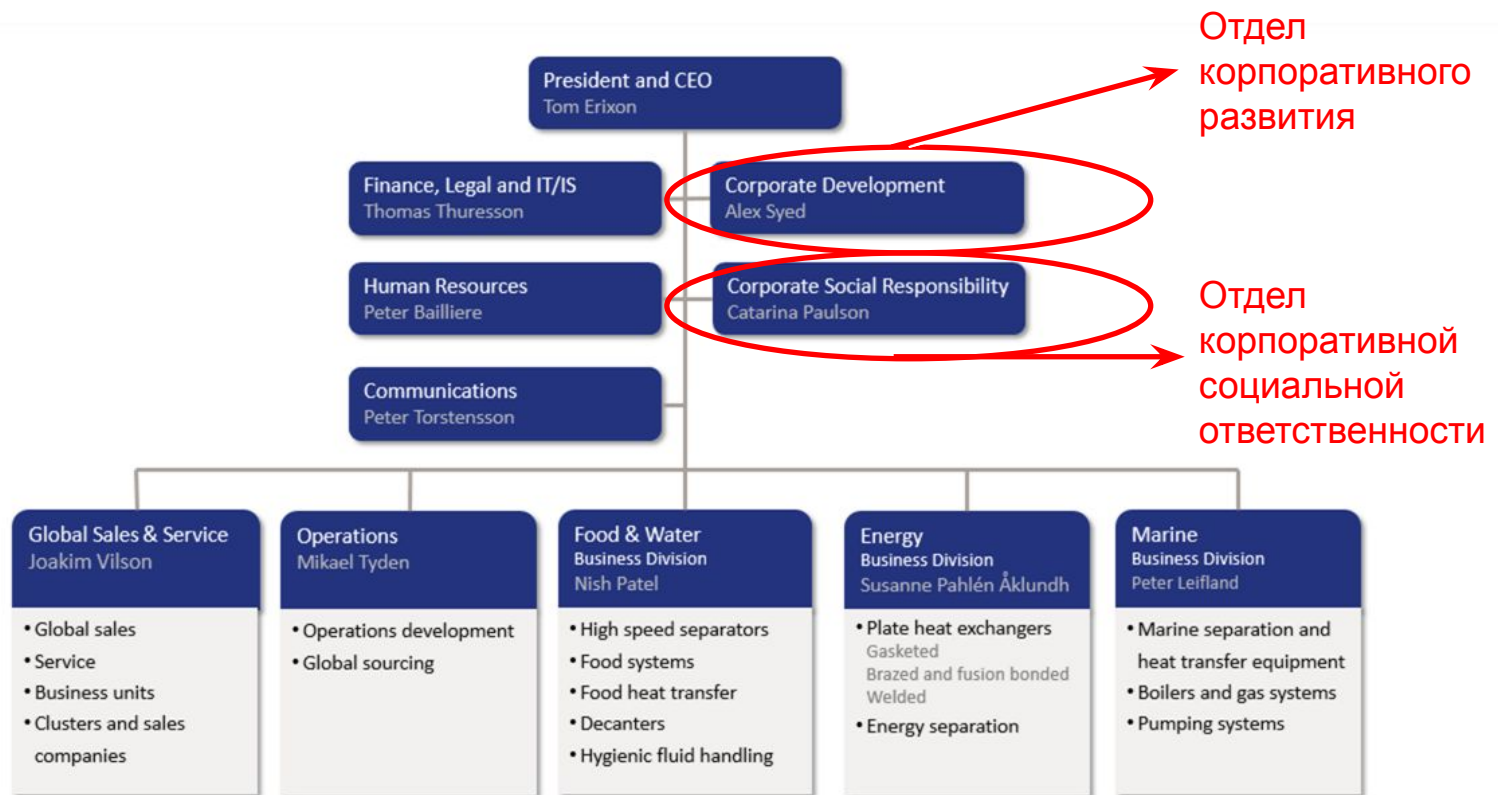 Отдел
корпоративного
развития
President and CEO
Tom Erixon
Finance, Legal and IT/IS
Thomas Thuresson
Corporate Development
Alex Syed
Human Resources
Peter Bailliere
Corporate Social Responsibility
Catarina Paulson
Отдел
корпоративной
социальной
ответственности
Communications
Peter Torstensson
Global Sales & Service
Joakim Vilson
• Global sales
• Service
• Business units
• Clusters and sales
companies
Operations
Mikael Tyden
• Operations development
• Global sourcing
Food & Water
Business Division
Nish Patel
• High speed separators
• Food systems
• Food heat transfer
• Decanters
• Hygienic fluid handling
Energy
Business Division
Susanne Pahlén Åklundh
• Plate heat exchangers
Gasketed
Brazed and fusion bonded
Welded
• Energy separation
Marine
Business Division
Peter Leifland
• Marine separation and
heat transfer equipment
• Boilers and gas systems
• Pumping systems